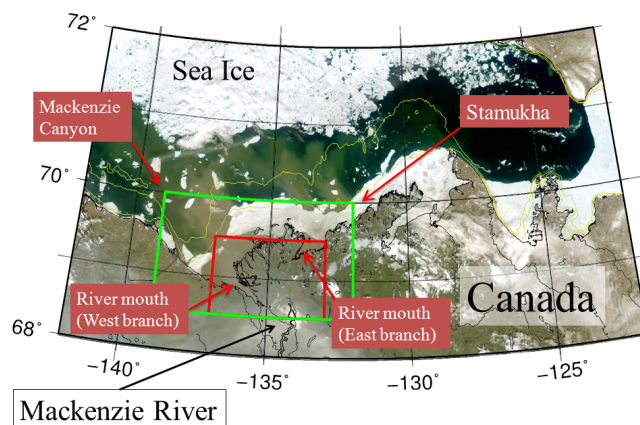 72°
Sea Ice
Mackenzie
Canyon
Stamukha
70°
River mouth
(West branch)
River mouth
(East branch)
Canada
68°
−140
−135
−130
−125
Mackenzie River